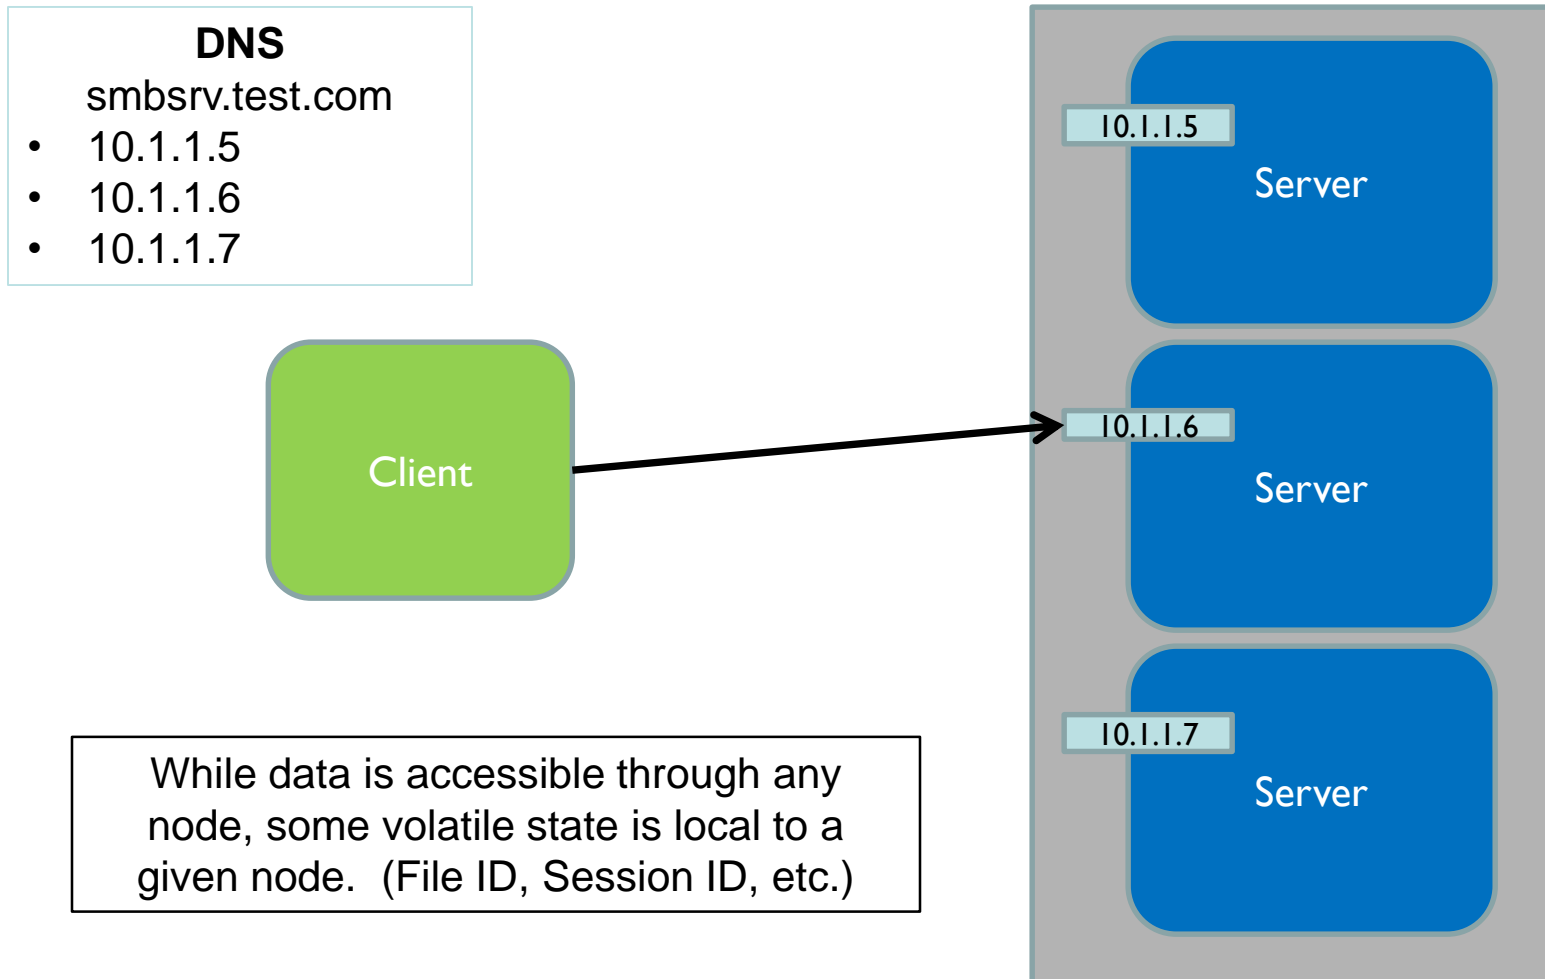 DNS
smbsrv.test.com
• 10.1.1.5
• 10.1.1.6
• 10.1.1.7
10.1.1.5
Server
Client
10.1.1.6
Server
10.1.1.7
Server
While data is accessible through any
node, some volatile state is local to a
given node.  (File ID, Session ID, etc.)